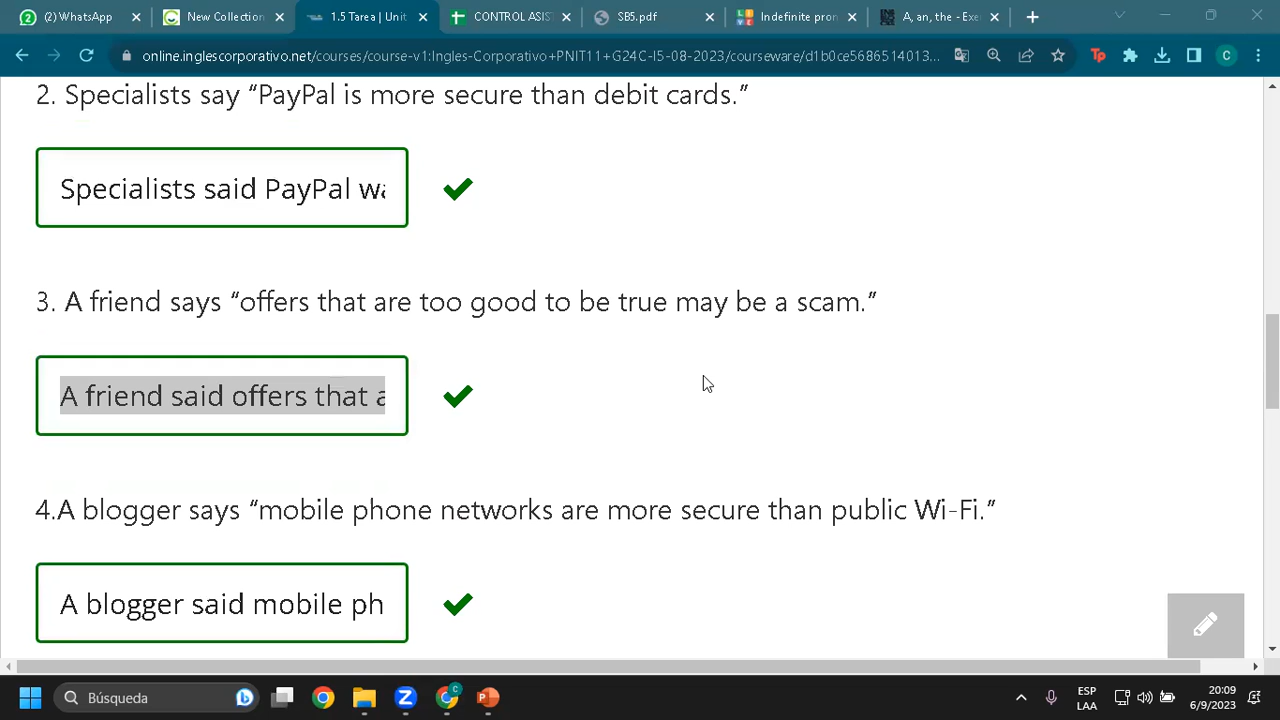 (2) WhatsApp
New Collection
1.5 Tarea | Unit
CONTROL ASIS
SB5.pdf
Indefinite pron
A, an, the - Exe
online.inglescorporativo.net/courses/course-v1:Ingles-Corporativo+PNIT11+G24C-I5-08-2023/courseware/d1b0ce5686514013...
2. Specialists say “PayPal is more secure than debit cards.”
Specialists said PayPal wa
3. A friend says “offers that are too good to be true may be a scam.”
A friend said offers that a
4.A blogger says “mobile phone networks are more secure than public Wi-Fi.”
A blogger said mobile ph
Búsqueda
ESP
LAA
20:09
6/9/2023